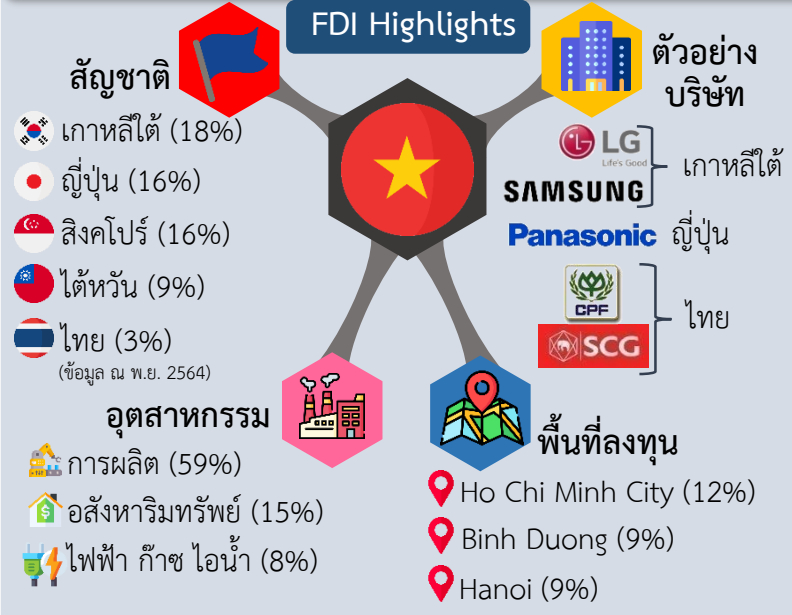 FDI Highlights
สัญชาติ
เกาหลีใต้ (18%)
ญี่ปุ่น (16%)
สิงคโปร์ (16%)
ไต้หวัน (9%)
ไทย (3%)
(ข้อมูล ณ พ.ย. 2564)
ตัวอย่าง
บริษัท
LG
Life's Good
SAMSUNG
เกาหลีใต้
Panasonic ญี่ปุ่น
CPF
SCG
ไทย
อุตสาหกรรม
การผลิต (59%)
อสังหาริมทรัพย์ (15%)
ไฟฟ้า ก๊าซ ไอน้ำ (8%)
พื้นที่ลงทุน
Ho Chi Minh City (12%)
Binh Duong (9%)
Hanoi (9%)